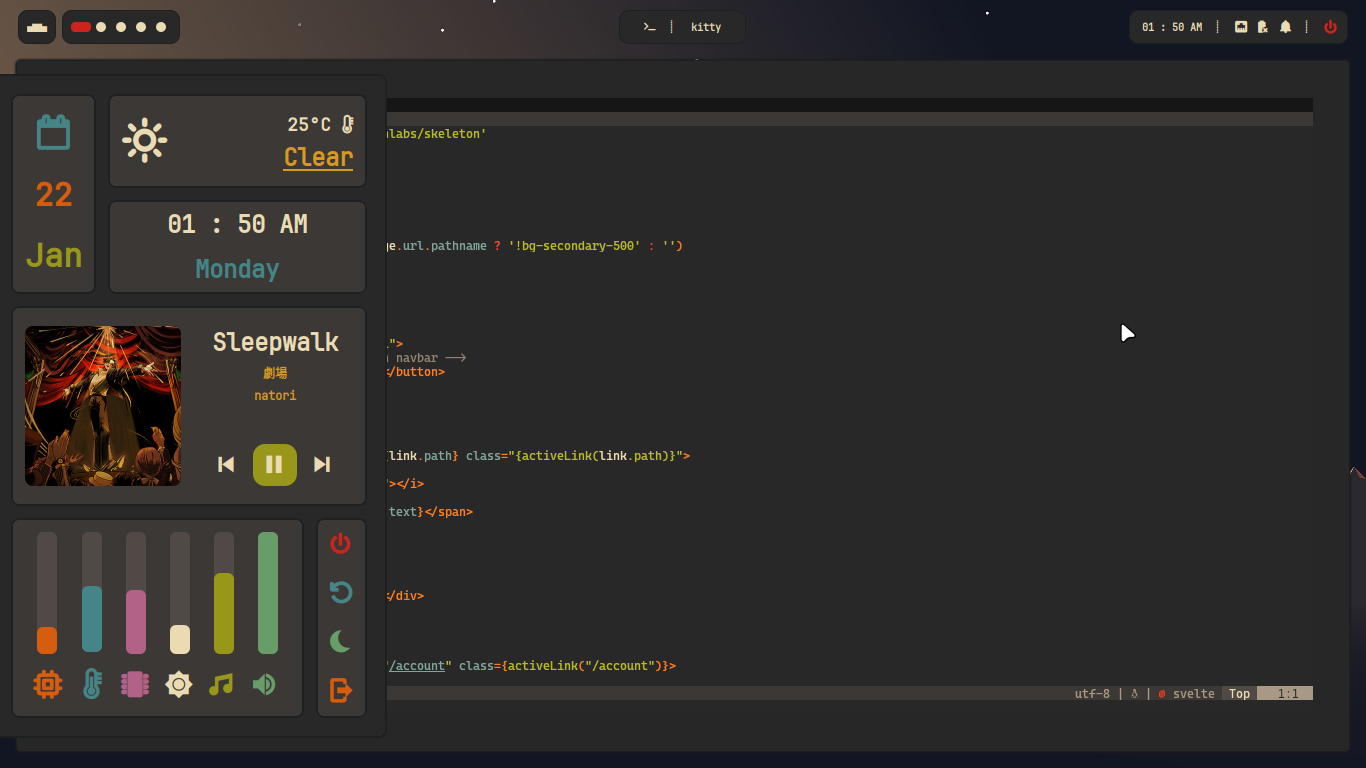 kitty
01 : 50 AM
25°C
Clear
22
Jan
01 : 50 AM
Monday
Sleepwalk
劇場
natori
labs/skeleton'
.url.pathname ? '!bg-secondary-500' : '')
">
navbar -->
</button>
link.path} class="{activeLink(link.path)}">
"></i>
text}</span>
</div>
"/account" class={activeLink("/account")}>
utf-8 | | svelte Top 1:1